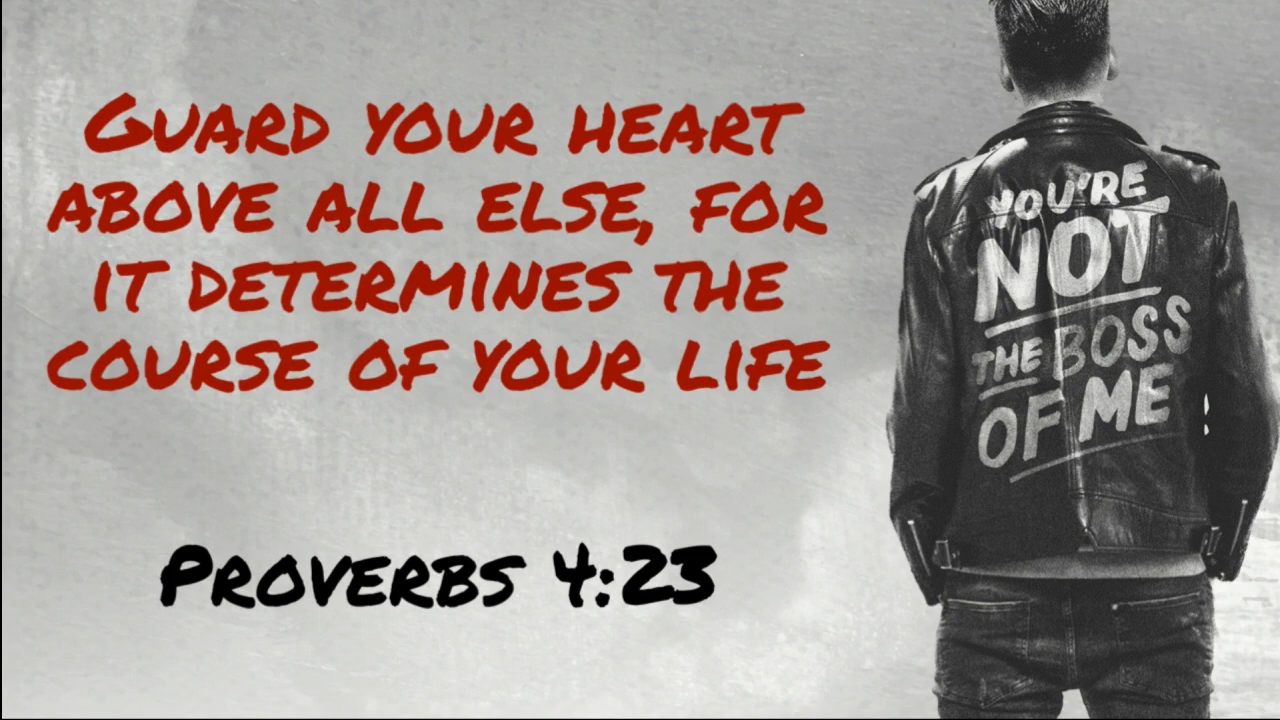 Guard your heart
above all else, for
it determines the
course of your life
Proverbs 4:23
YOU'RE
NOT
THE BOSS
OF ME